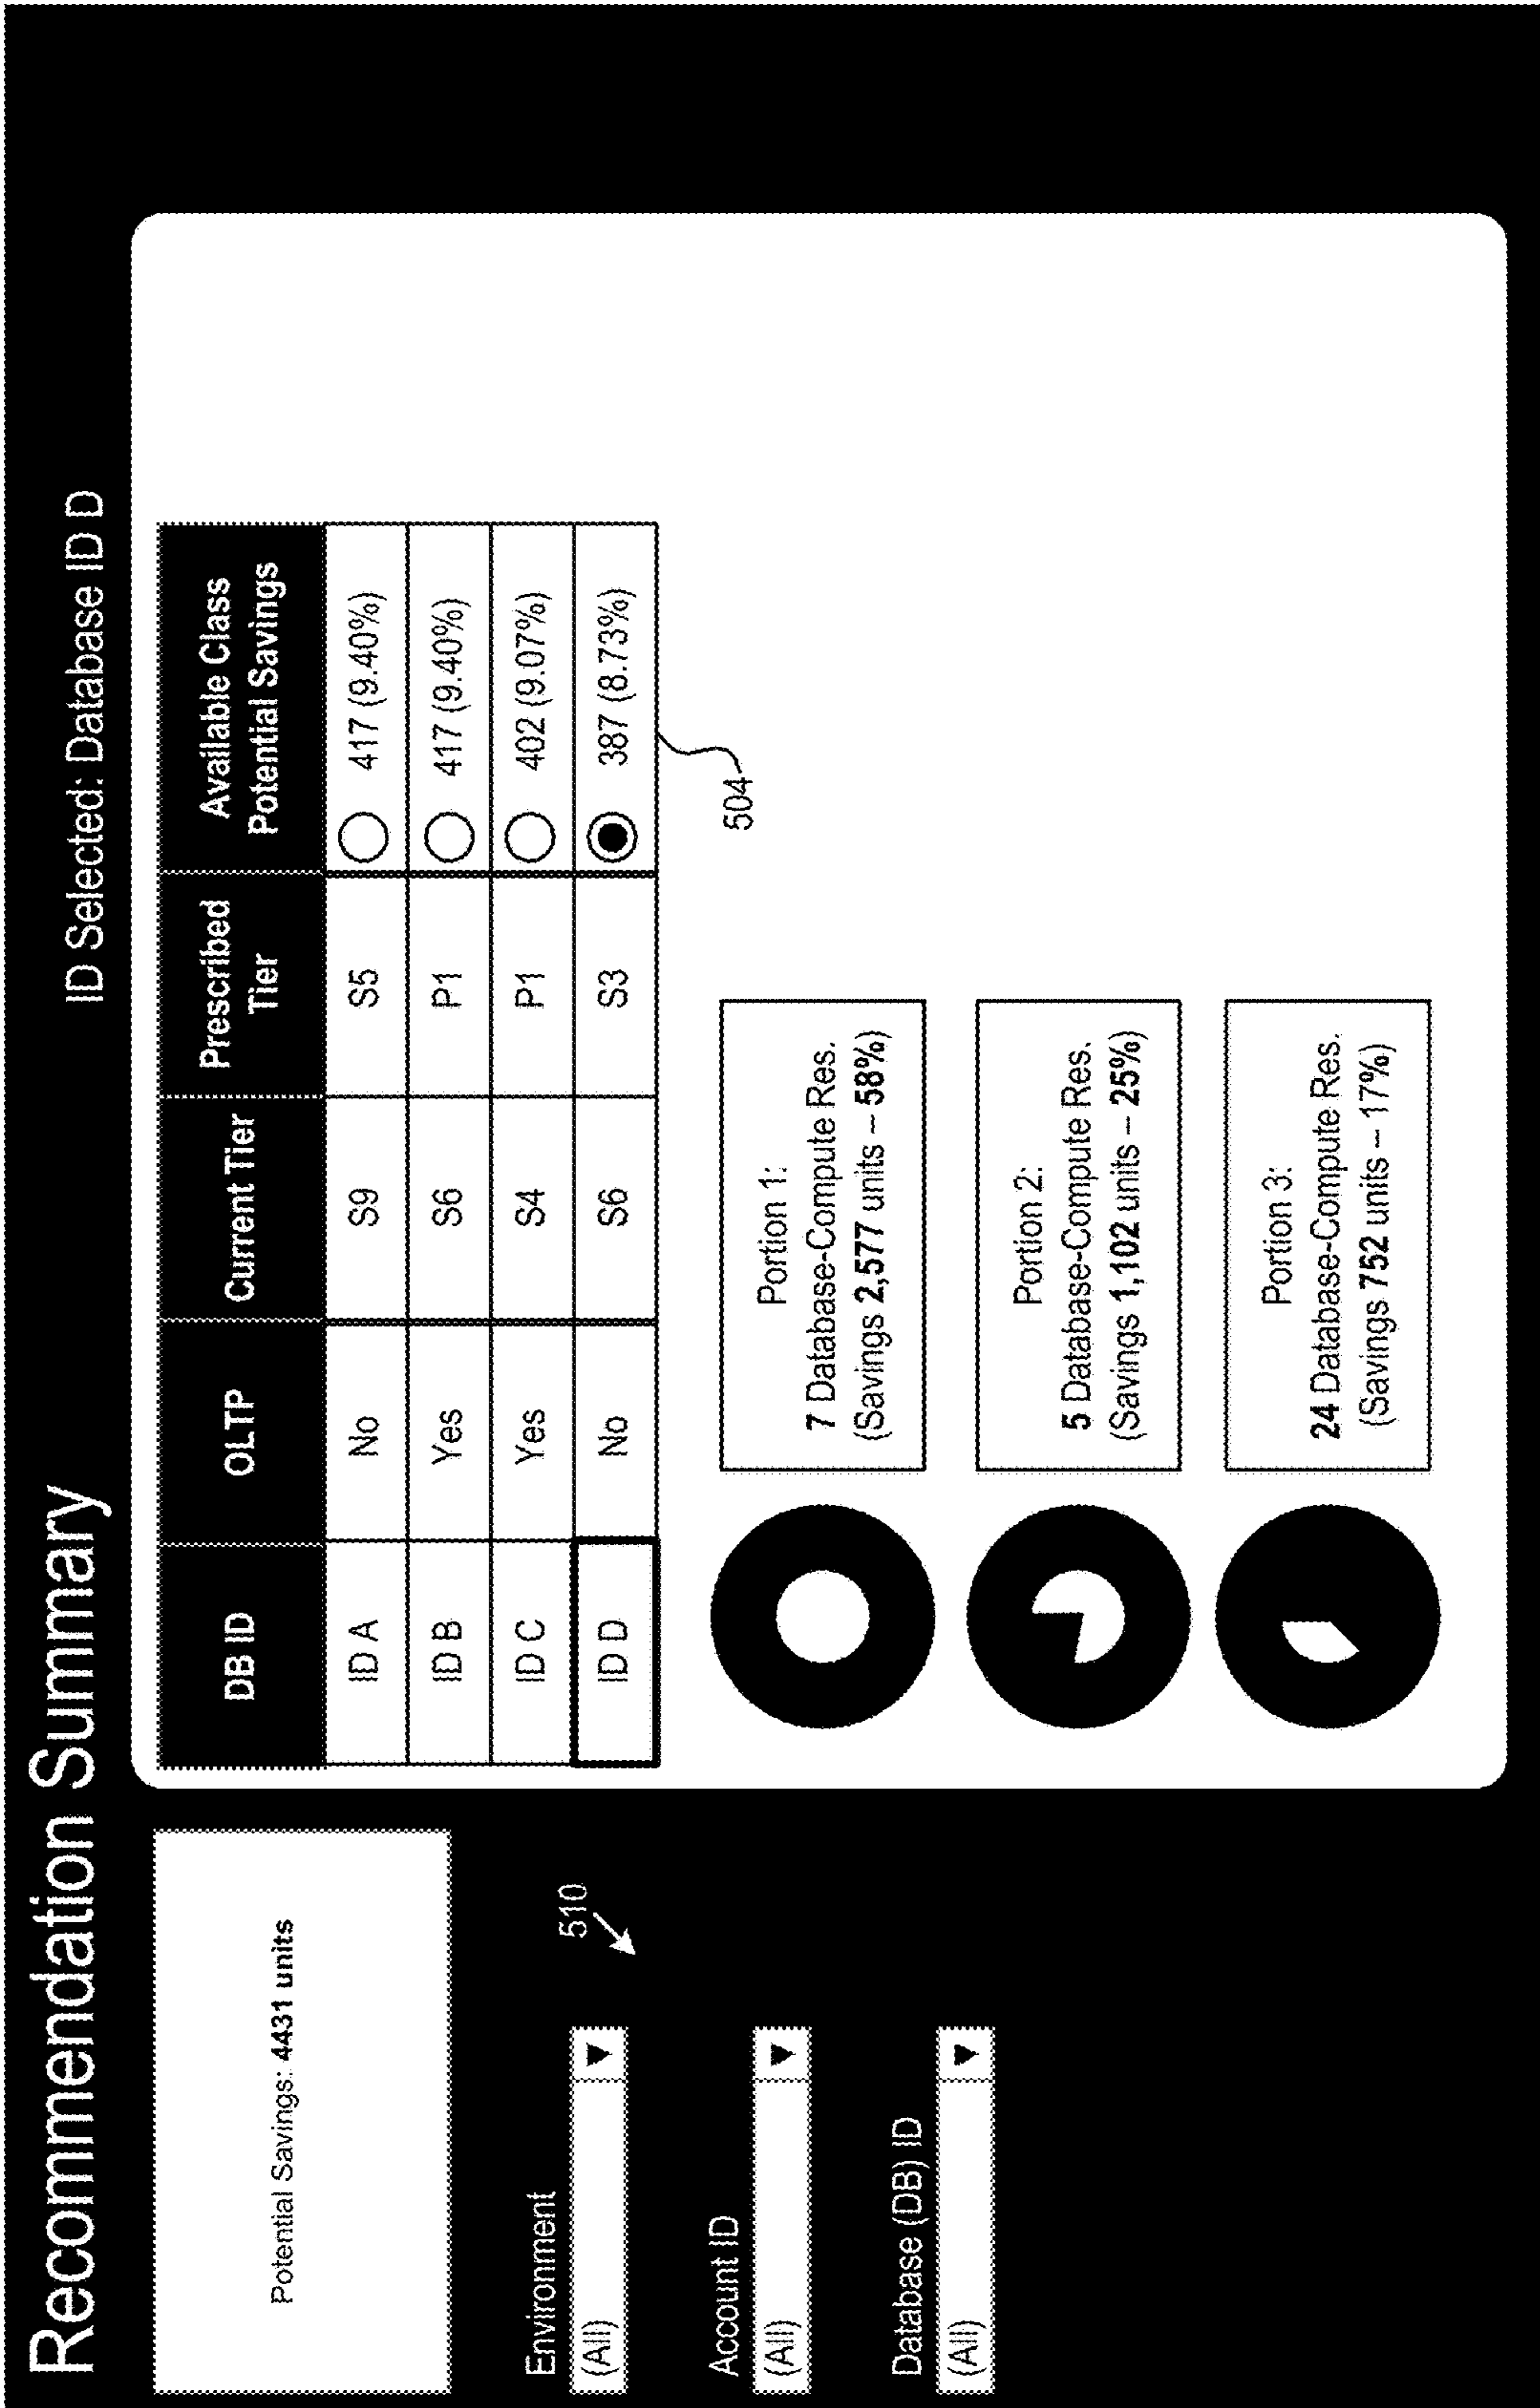 Recommendation Summary
ID Selected: Database ID D
Potential Savings: 4431 units
510
Environment
(All)
Account ID
(All)
Database (DB) ID
(All)
DB ID OLTP Current Tier Prescribed Tier Available Class Potential Savings
ID A No S9 S5 417 (9.40%)
ID B Yes S6 P1 417 (9.40%)
ID C Yes S4 P1 402 (9.07%)
ID D No S6 S3 387 (8.73%)
504
Portion 1:
7 Database-Compute Res.
(Savings 2,577 units – 58%)
Portion 2:
5 Database-Compute Res.
(Savings 1,102 units – 25%)
Portion 3:
24 Database-Compute Res.
(Savings 752 units – 17%)